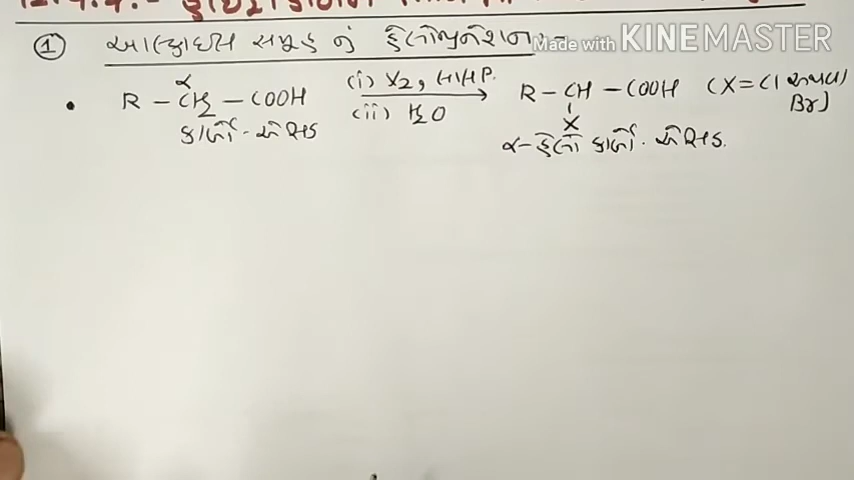 Made with KINEMASTER
① આલ્કાઇલ સમૂહ નું હેલોજીનેશન :-
α
• R – CH₂ – COOH (i) X₂, લાલ P. R – CH – COOH (X = Cl અથવા
કાર્બો. એસિડ (ii) H₂O X Br)
α-હેલો કાર્બો. એસિડ.